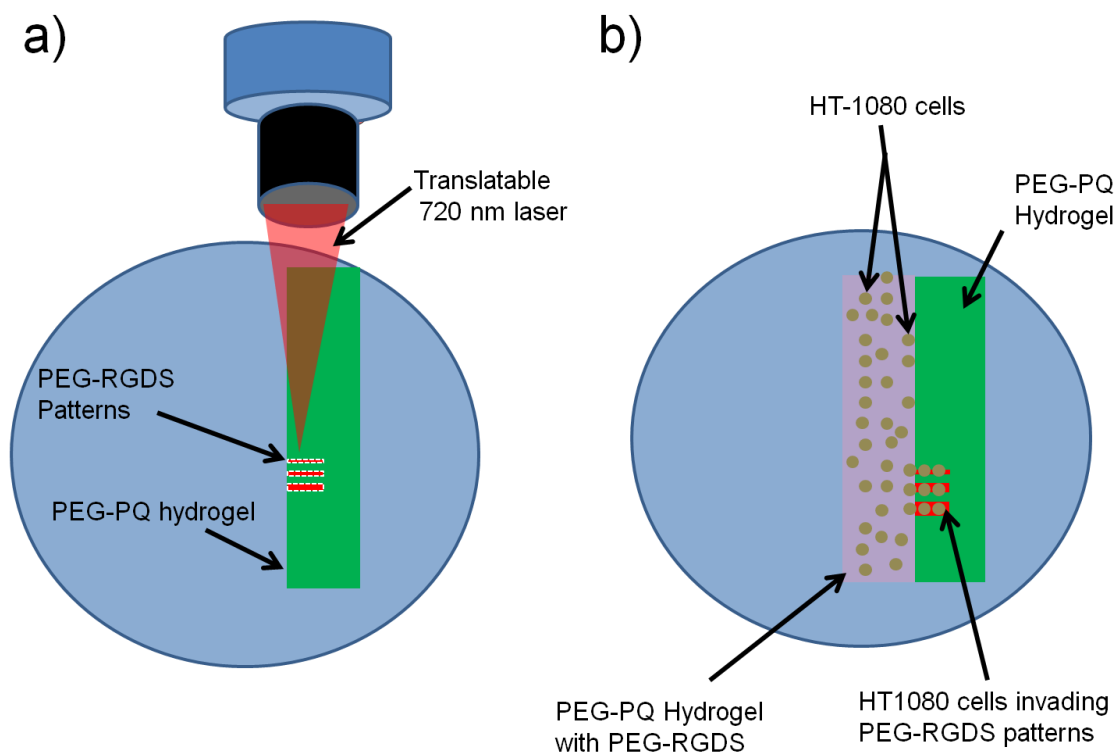 a)
Translatable
720 nm laser
PEG-RGDS
Patterns
PEG-PQ hydrogel
b)
HT-1080 cells
PEG-PQ
Hydrogel
PEG-PQ Hydrogel
with PEG-RGDS
HT1080 cells invading
PEG-RGDS patterns